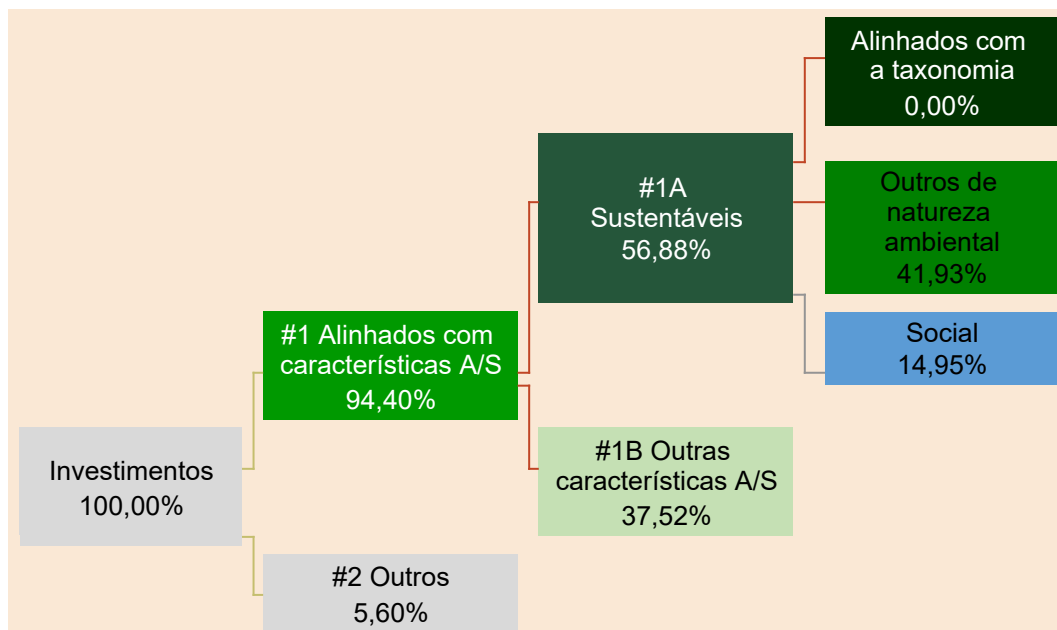 Alinhados com
a taxonomia
0,00%
#1A
Sustentáveis
56,88%
Outros de
natureza
ambiental
41,93%
#1 Alinhados com
características A/S
94,40%
Social
14,95%
Investimentos
100,00%
#1B Outras
características A/S
37,52%
#2 Outros
5,60%